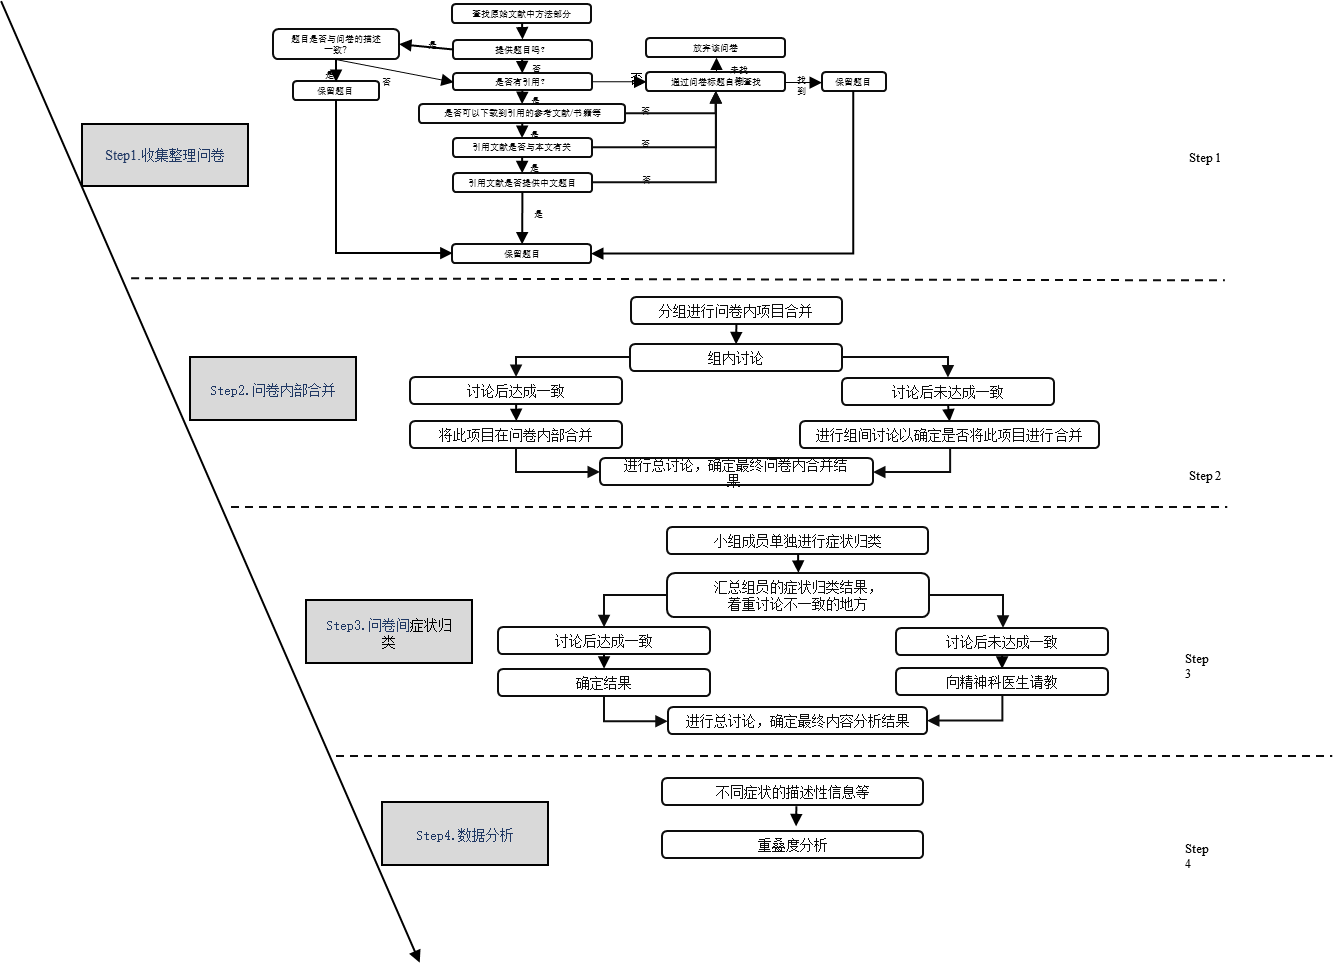 查找原始文献中方法部分
题目是否与问卷的描述
一致？
是
提供题目吗？
放弃该问卷
否
未找
到
是
否
是否有引用？
否
通过问卷标题自行查找
找
到
保留题目
保留题目
是
是否可以下载到引用的参考文献/书籍等
否
是
引用文献是否与本文有关
否
Step1.收集整理问卷
Step 1
是
引用文献是否提供中文题目
否
是
保留题目
分组进行问卷内项目合并
组内讨论
Step2.问卷内部合并
讨论后达成一致
讨论后未达成一致
将此项目在问卷内部合并
进行组间讨论以确定是否将此项目进行合并
进行总讨论，确定最终问卷内合并结
果
Step 2
小组成员单独进行症状归类
汇总组员的症状归类结果，
着重讨论不一致的地方
Step3.问卷间症状归
类
讨论后达成一致
讨论后未达成一致
Step
3
确定结果
向精神科医生请教
进行总讨论，确定最终内容分析结果
不同症状的描述性信息等
Step4.数据分析
重叠度分析
Step
4